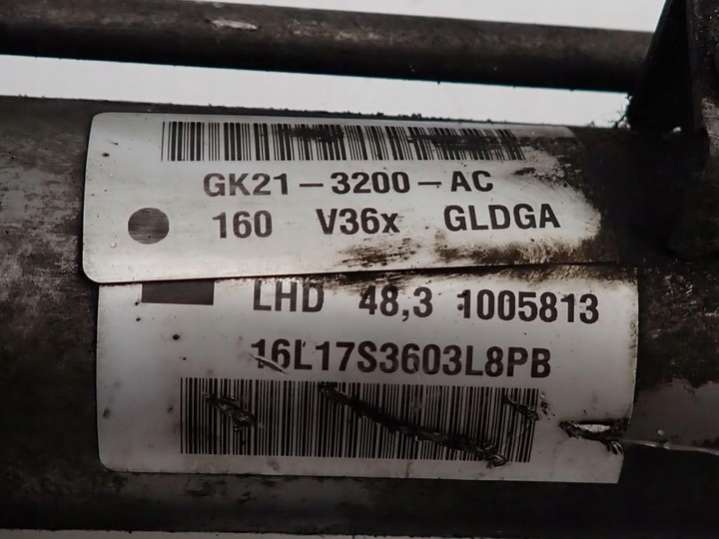 GK21-3200-AC
160 V36x GLDGA
LHD 48,3 1005813
16L17S3603L8PB